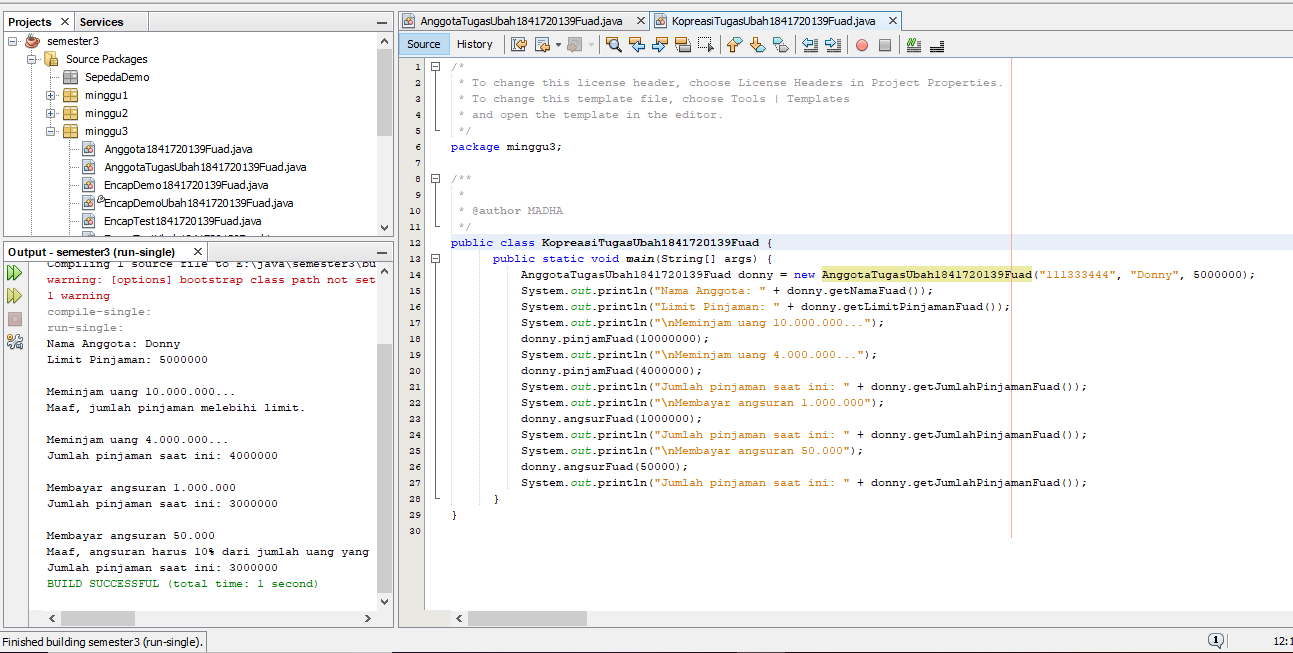 Projects
Services
semester3
Source Packages
SepedaDemo
minggu1
minggu2
minggu3
Anggota1841720139Fuad.java
AnggotaTugasUbah1841720139Fuad.java
EncapDemo1841720139Fuad.java
EncapDemoUbah1841720139Fuad.java
EncapTest1841720139Fuad.java
Output - semester3 (run-single)
Compiling 1 source file to E:\java\semester3\bu
warning: [options] bootstrap class path not set
1 warning
compile-single:
run-single:
Nama Anggota: Donny
Limit Pinjaman: 5000000
Meminjam uang 10.000.000...
Maaf, jumlah pinjaman melebihi limit.
Meminjam uang 4.000.000...
Jumlah pinjaman saat ini: 4000000
Membayar angsuran 1.000.000
Jumlah pinjaman saat ini: 3000000
Membayar angsuran 50.000
Maaf, angsuran harus 10% dari jumlah uang yang
Jumlah pinjaman saat ini: 3000000
BUILD SUCCESSFUL (total time: 1 second)
Finished building semester3 (run-single).
AnggotaTugasUbah1841720139Fuad.java
KopreasiTugasUbah1841720139Fuad.java
Source
History
1 /*
2 * To change this license header, choose License Headers in Project Properties.
3 * To change this template file, choose Tools | Templates
4 * and open the template in the editor.
5 */
6 package minggu3;
7
8 /**
9 *
10 * @author MADHA
11 */
12 public class KopreasiTugasUbah1841720139Fuad {
13 public static void main(String[] args) {
14 AnggotaTugasUbah1841720139Fuad donny = new AnggotaTugasUbah1841720139Fuad("111333444", "Donny", 5000000);
15 System.out.println("Nama Anggota: " + donny.getNamaFuad());
16 System.out.println("Limit Pinjaman: " + donny.getLimitPinjamanFuad());
17 System.out.println("\nMeminjam uang 10.000.000...");
18 donny.pinjamFuad(10000000);
19 System.out.println("\nMeminjam uang 4.000.000...");
20 donny.pinjamFuad(4000000);
21 System.out.println("Jumlah pinjaman saat ini: " + donny.getJumlahPinjamanFuad());
22 System.out.println("\nMembayar angsuran 1.000.000");
23 donny.angsurFuad(1000000);
24 System.out.println("Jumlah pinjaman saat ini: " + donny.getJumlahPinjamanFuad());
25 System.out.println("\nMembayar angsuran 50.000");
26 donny.angsurFuad(50000);
27 System.out.println("Jumlah pinjaman saat ini: " + donny.getJumlahPinjamanFuad());
28 }
29 }
30
1
12:1